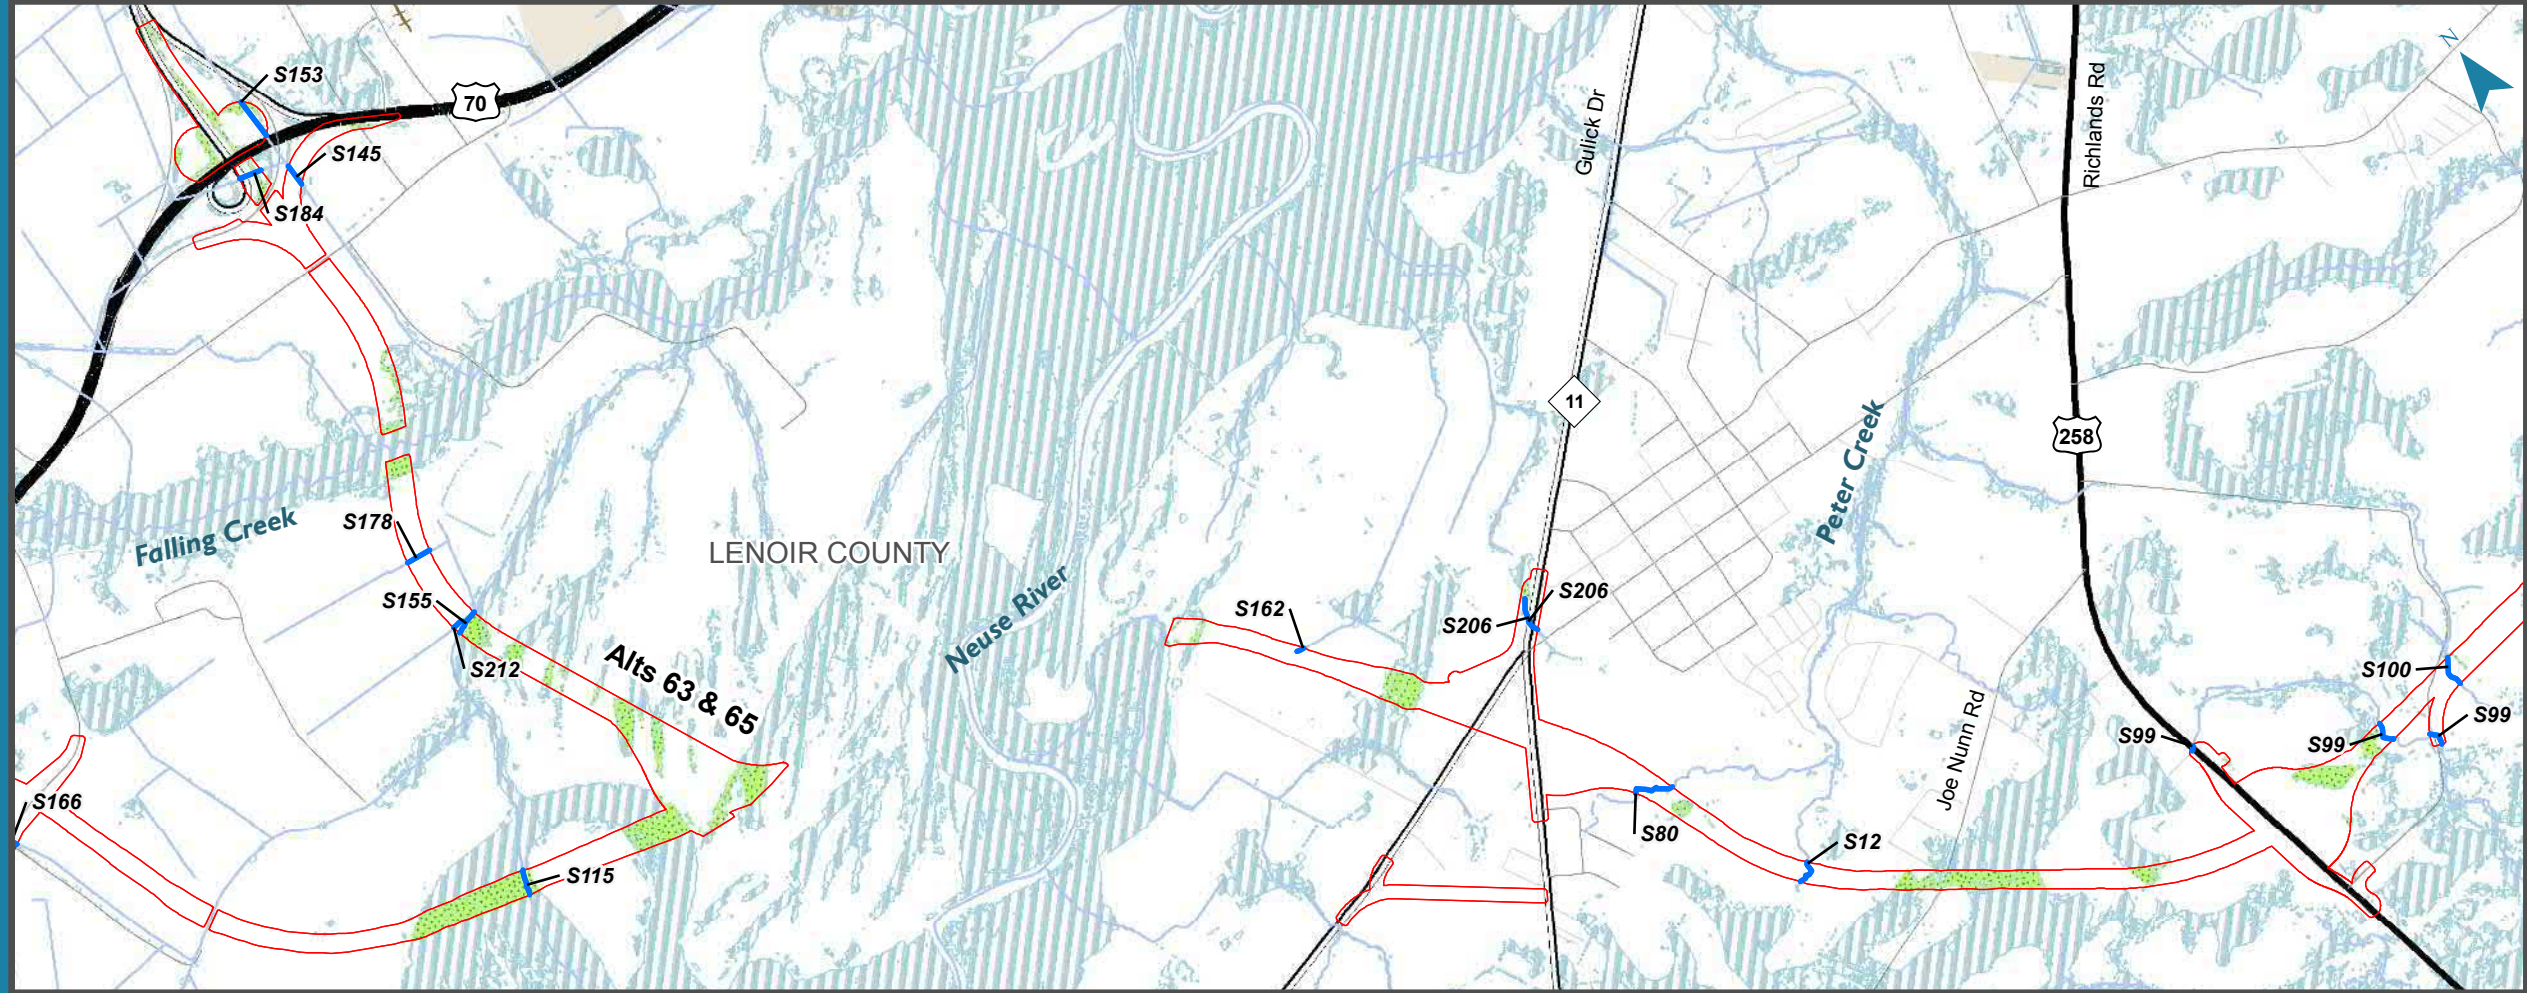 N
S153
70
S145
S184
Gulick Dr
Richlands Rd
11
258
Peter Creek
S178
Falling Creek
LENOIR COUNTY
S155
S212
Alts 63 & 65
Neuse River
S162
S206
S206
S100
S99
S99
S99
Joe Nunn Rd
S166
S80
S12
S115